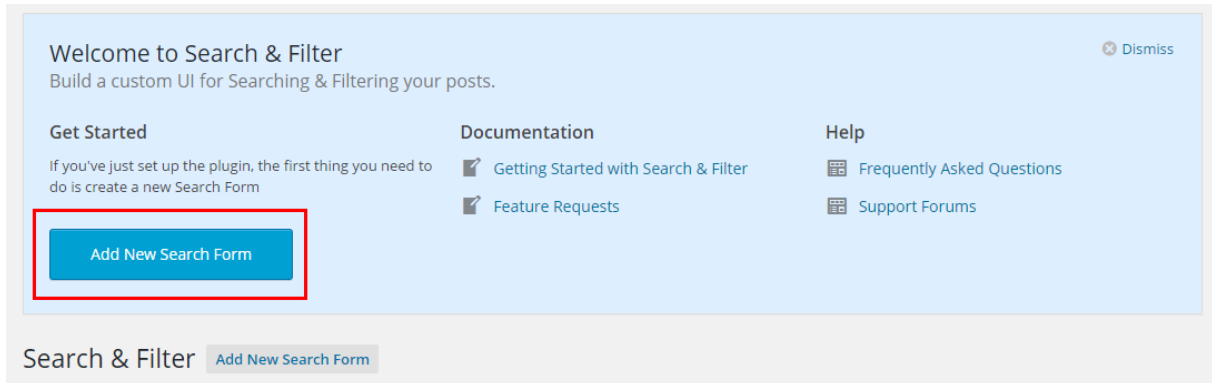 Welcome to Search & Filter
Dismiss
Build a custom UI for Searching & Filtering your posts.
Get Started
If you've just set up the plugin, the first thing you need to
do is create a new Search Form
Add New Search Form
Documentation
Getting Started with Search & Filter
Feature Requests
Help
Frequently Asked Questions
Support Forums
Search & Filter
Add New Search Form